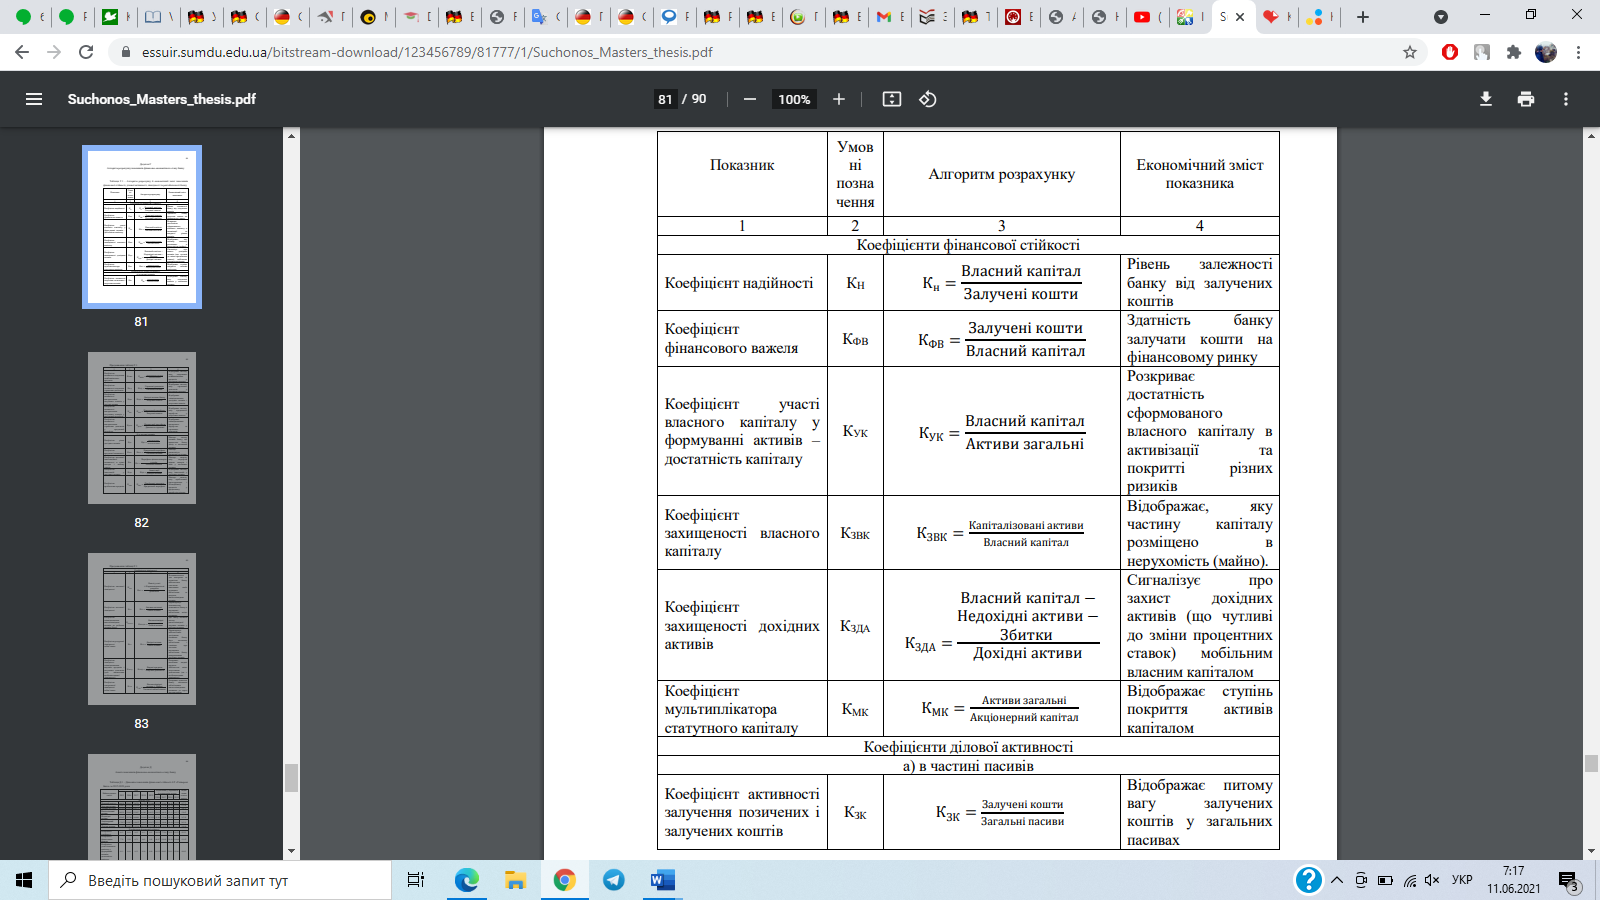 essuir.sumdu.edu.ua/bitstream-download/123456789/81777/1/Suchonos_Masters_thesis.pdf
Suchonos_Masters_thesis.pdf
81 / 90
100%
81
82
83
Показник
Умов
ні
позна
чення
Алгоритм розрахунку
Економічний зміст
показника
1
2
3
4
Коефіцієнти фінансової стійкості
Коефіцієнт надійності
КН
Кн = Власний капітал
Залучені кошти
Рівень залежності
банку від залучених
коштів
Коефіцієнт
фінансового важеля
КФВ
КФВ = Залучені кошти
Власний капітал
Здатність банку
залучати кошти на
фінансовому ринку
Коефіцієнт участі
власного капіталу у
формуванні активів –
достатність капіталу
КУК
КУК = Власний капітал
Активи загальні
Розкриває
достатність
сформованого
власного капіталу в
активізації та
покритті різних
ризиків
Коефіцієнт
захищеності власного
капіталу
КЗВК
КЗВК = Капіталізовані активи
Власний капітал
Відображає, яку
частину капіталу
розміщено в
нерухомість (майно).
Коефіцієнт
захищеності дохідних
активів
КЗДА
Власний капітал −
Недохідні активи −
Збитки
КЗДА = Дохідні активи
Сигналізує про
захист дохідних
активів (що чутливі
до зміни процентних
ставок) мобільним
власним капіталом
Коефіцієнт
мультиплікатора
статутного капіталу
КМК
КМК = Активи загальні
Акціонерний капітал
Відображає ступінь
покриття активів
капіталом
Коефіцієнти ділової активності
а) в частині пасивів
Коефіцієнт активності
залучення позичених і
залучених коштів
КЗК
КЗК = Залучені кошти
Загальні пасиви
Відображає питому
вагу залучених
коштів у загальних
пасивах
Введіть пошуковий запит тут
УКР
7:17
11.06.2021
3